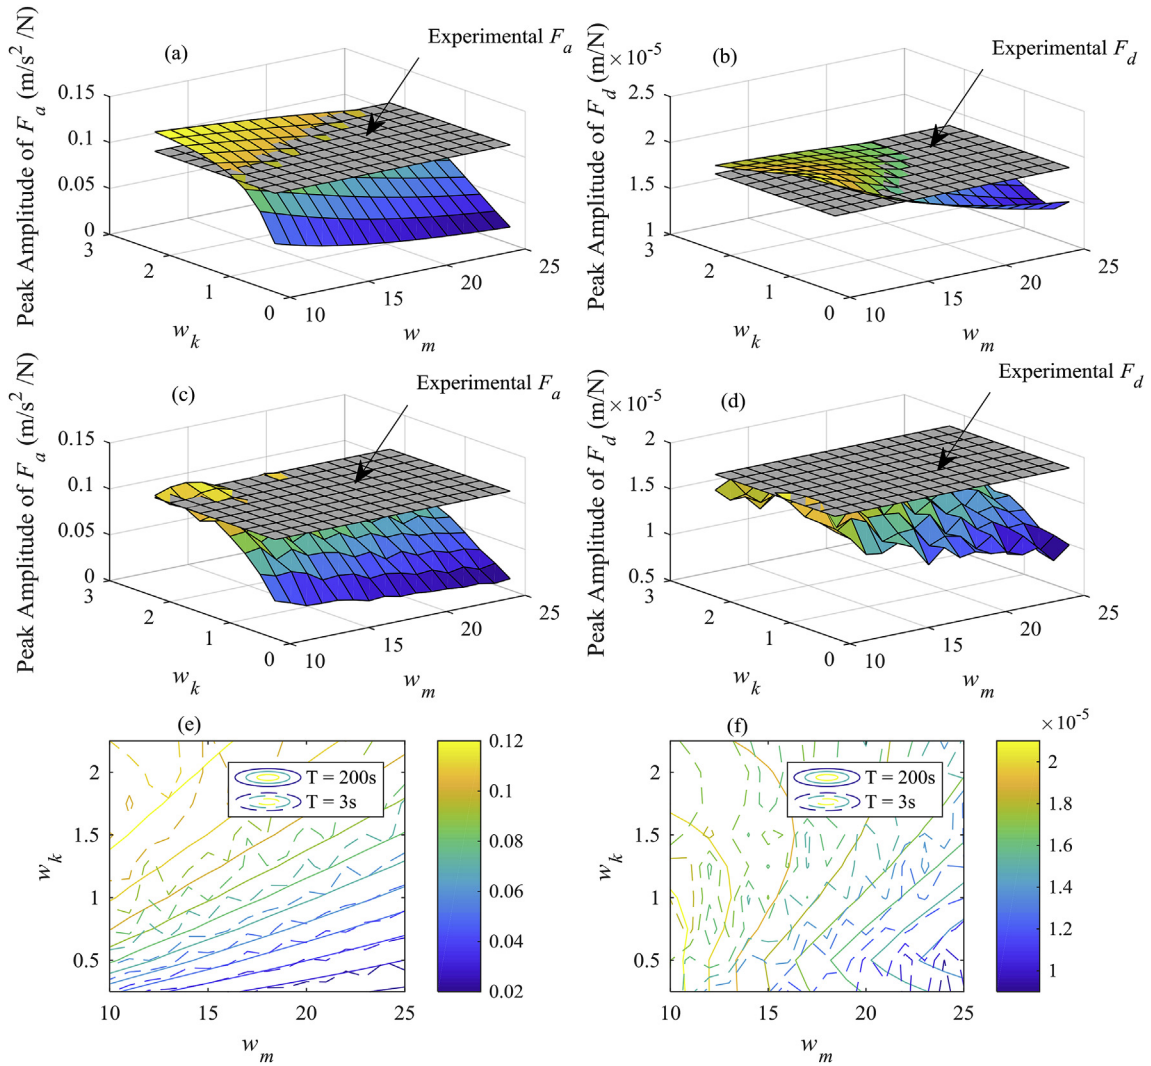 (a)
Experimental F_a
Peak Amplitude of F_a (m/s^2 /N)
0.15
0.1
0.05
0
3
2
1
0
10
15
20
25
w_k
w_m
(b)
×10^-5
Experimental F_d
Peak Amplitude of F_d (m/N)
2.5
2
1.5
1
3
2
1
0
10
15
20
25
w_k
w_m
(c)
Experimental F_a
Peak Amplitude of F_a (m/s^2 /N)
0.15
0.1
0.05
0
3
2
1
0
10
15
20
25
w_k
w_m
(d)
×10^-5
Experimental F_d
Peak Amplitude of F_d (m/N)
2
1.5
1
0.5
3
2
1
0
10
15
20
25
w_k
w_m
(e)
T = 200s
T = 3s
2
1.5
1
0.5
w_k
10 15 20 25
w_m
0.12
0.1
0.08
0.06
0.04
0.02
(f)
×10^-5
T = 200s
T = 3s
2
1.5
1
0.5
w_k
10 15 20 25
w_m
2
1.8
1.6
1.4
1.2
1